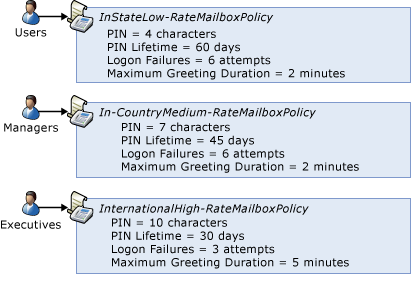 Users
InStateLow-RateMailboxPolicy
PIN = 4 characters
PIN Lifetime = 60 days
Logon Failures = 6 attempts
Maximum Greeting Duration = 2 minutes
Managers
In-CountryMedium-RateMailboxPolicy
PIN = 7 characters
PIN Lifetime = 45 days
Logon Failures = 6 attempts
Maximum Greeting Duration = 2 minutes
Executives
InternationalHigh-RateMailboxPolicy
PIN = 10 characters
PIN Lifetime = 30 days
Logon Failures = 3 attempts
Maximum Greeting Duration = 5 minutes